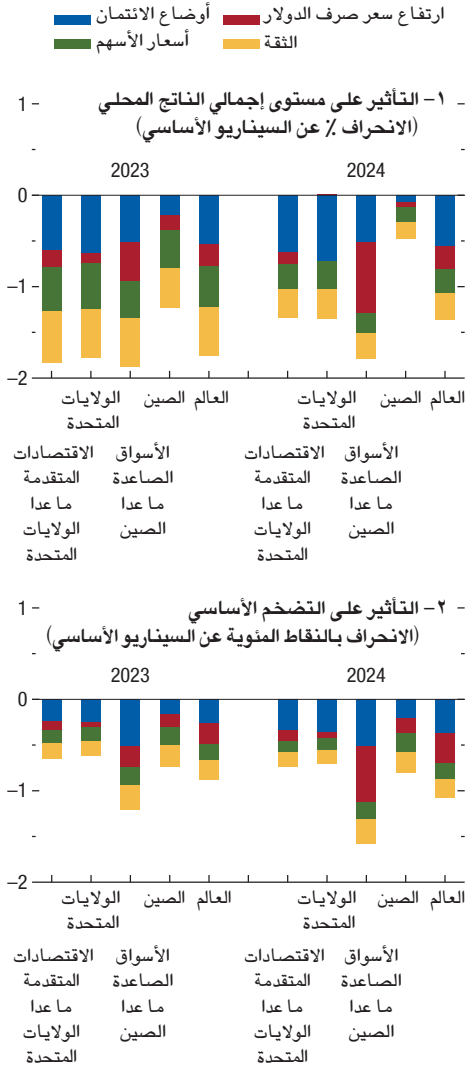 أوضاع الائتمان ارتفاع سعر صرف الدولار
أسعار الأسهم الثقة
١– التأثير على مستوى إجمالي الناتج المحلي
(الانحراف ٪ عن السيناريو الأساسي)
2023 2024
1
0
–1
–2
الاقتصادات المتقدمة ما عدا الولايات المتحدة
الولايات المتحدة
الأسواق الصاعدة ما عدا الصين
الصين
العالم
الاقتصادات المتقدمة ما عدا الولايات المتحدة
الولايات المتحدة
الأسواق الصاعدة ما عدا الصين
الصين
العالم
٢– التأثير على التضخم الأساسي
(الانحراف بالنقاط المئوية عن السيناريو الأساسي)
2023 2024
1
0
–1
–2
الاقتصادات المتقدمة ما عدا الولايات المتحدة
الولايات المتحدة
الأسواق الصاعدة ما عدا الصين
الصين
العالم
الاقتصادات المتقدمة ما عدا الولايات المتحدة
الولايات المتحدة
الأسواق الصاعدة ما عدا الصين
الصين
العالم